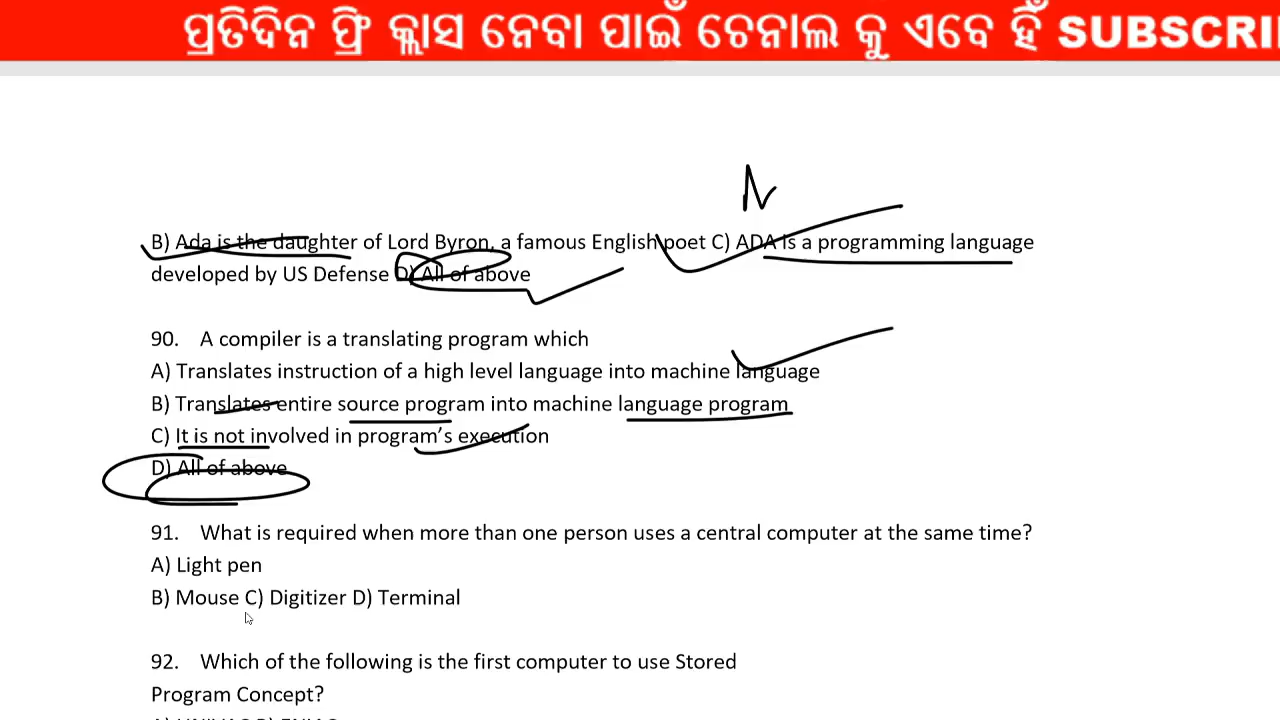 ପ୍ରତିଦିନ ଫ୍ରି କ୍ଲାସ ନେବା ପାଇଁ ଚେନାଲ କୁ ଏବେ ହିଁ SUBSCRI
N
B) Ada is the daughter of Lord Byron, a famous English poet C) ADA is a programming language
developed by US Defense D) All of above
90. A compiler is a translating program which
A) Translates instruction of a high level language into machine language
B) Translates entire source program into machine language program
C) It is not involved in program’s execution
D) All of above
91. What is required when more than one person uses a central computer at the same time?
A) Light pen
B) Mouse C) Digitizer D) Terminal
92. Which of the following is the first computer to use Stored
Program Concept?